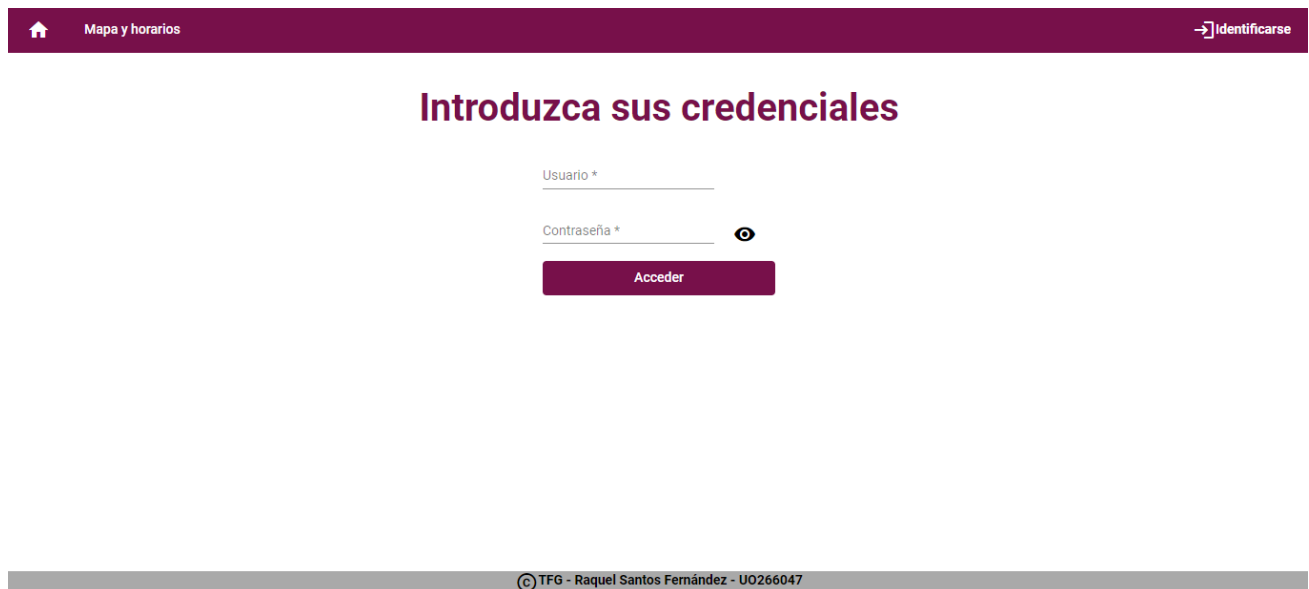 Mapa y horarios
Identificarse
Introduzca sus credenciales
Usuario *
Contraseña *
Acceder
© TFG - Raquel Santos Fernández - UO266047